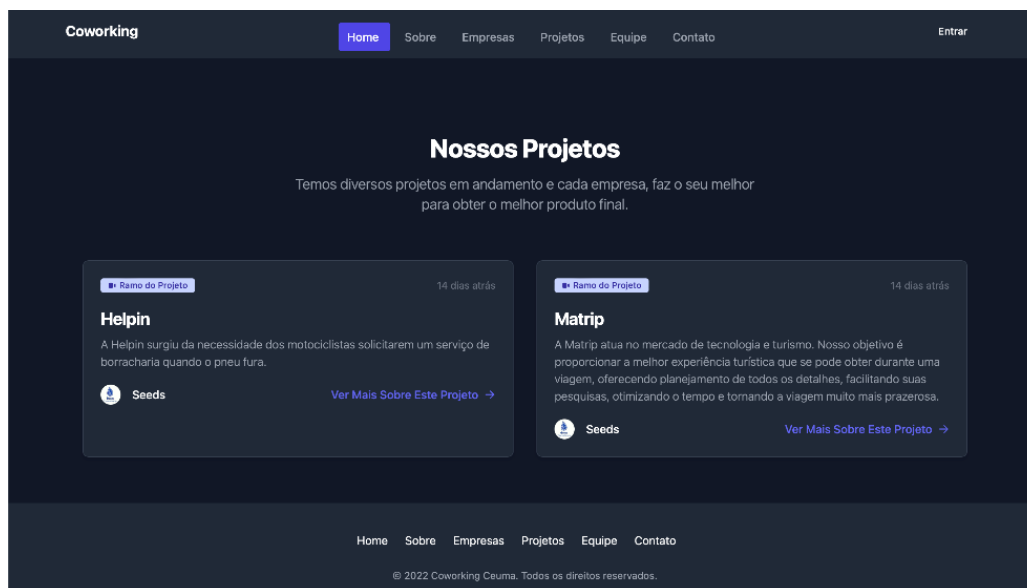 Coworking
Home Sobre Empresas Projetos Equipe Contato
Entrar
Nossos Projetos
Temos diversos projetos em andamento e cada empresa, faz o seu melhor
para obter o melhor produto final.
Ramo do Projeto
14 dias atrás
Helpin
A Helpin surgiu da necessidade dos motociclistas solicitarem um serviço de
borracharia quando o pneu fura.
Seeds
Ver Mais Sobre Este Projeto →
Ramo do Projeto
14 dias atrás
Matrip
A Matrip atua no mercado de tecnologia e turismo. Nosso objetivo é
proporcionar a melhor experiência turística que se pode obter durante uma
viagem, oferecendo planejamento de todos os detalhes, facilitando suas
pesquisas, otimizando o tempo e tornando a viagem muito mais prazerosa.
Seeds
Ver Mais Sobre Este Projeto →
Home Sobre Empresas Projetos Equipe Contato
© 2022 Coworking Ceuma. Todos os direitos reservados.